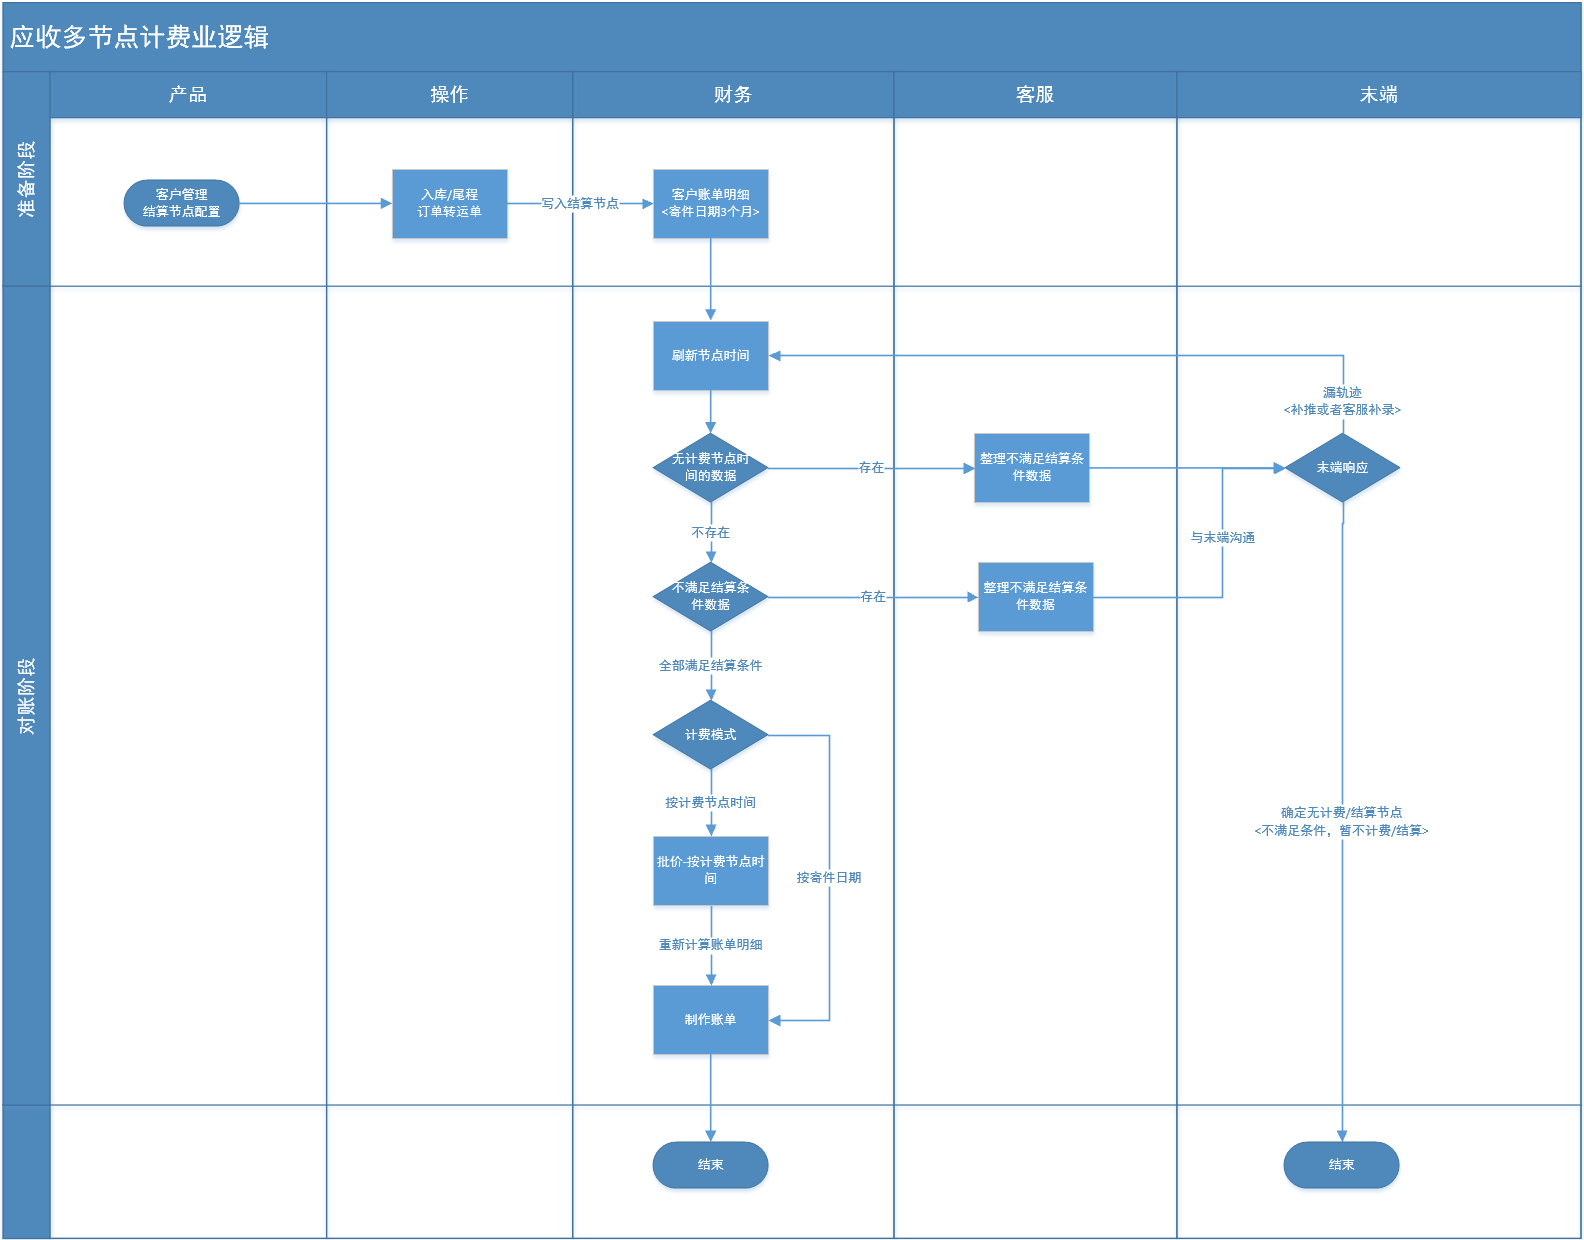 应收多节点计费业逻辑
产品
操作
财务
客服
末端
准备阶段
客户管理
结算节点配置
入库/尾程
订单转运单
写入结算节点
客户账单明细
<寄件日期3个月>
对账阶段
刷新节点时间
漏轨迹
<补推或者客服补录>
无计费节点时
间的数据
存在
整理不满足结算条
件数据
末端响应
不存在
与末端沟通
不满足结算条
件数据
存在
整理不满足结算条
件数据
全部满足结算条件
计费模式
按计费节点时间
确定无计费/结算节点
<不满足条件，暂不计费/结算>
批价-按计费节点时
间
按寄件日期
重新计算账单明细
制作账单
结束
结束